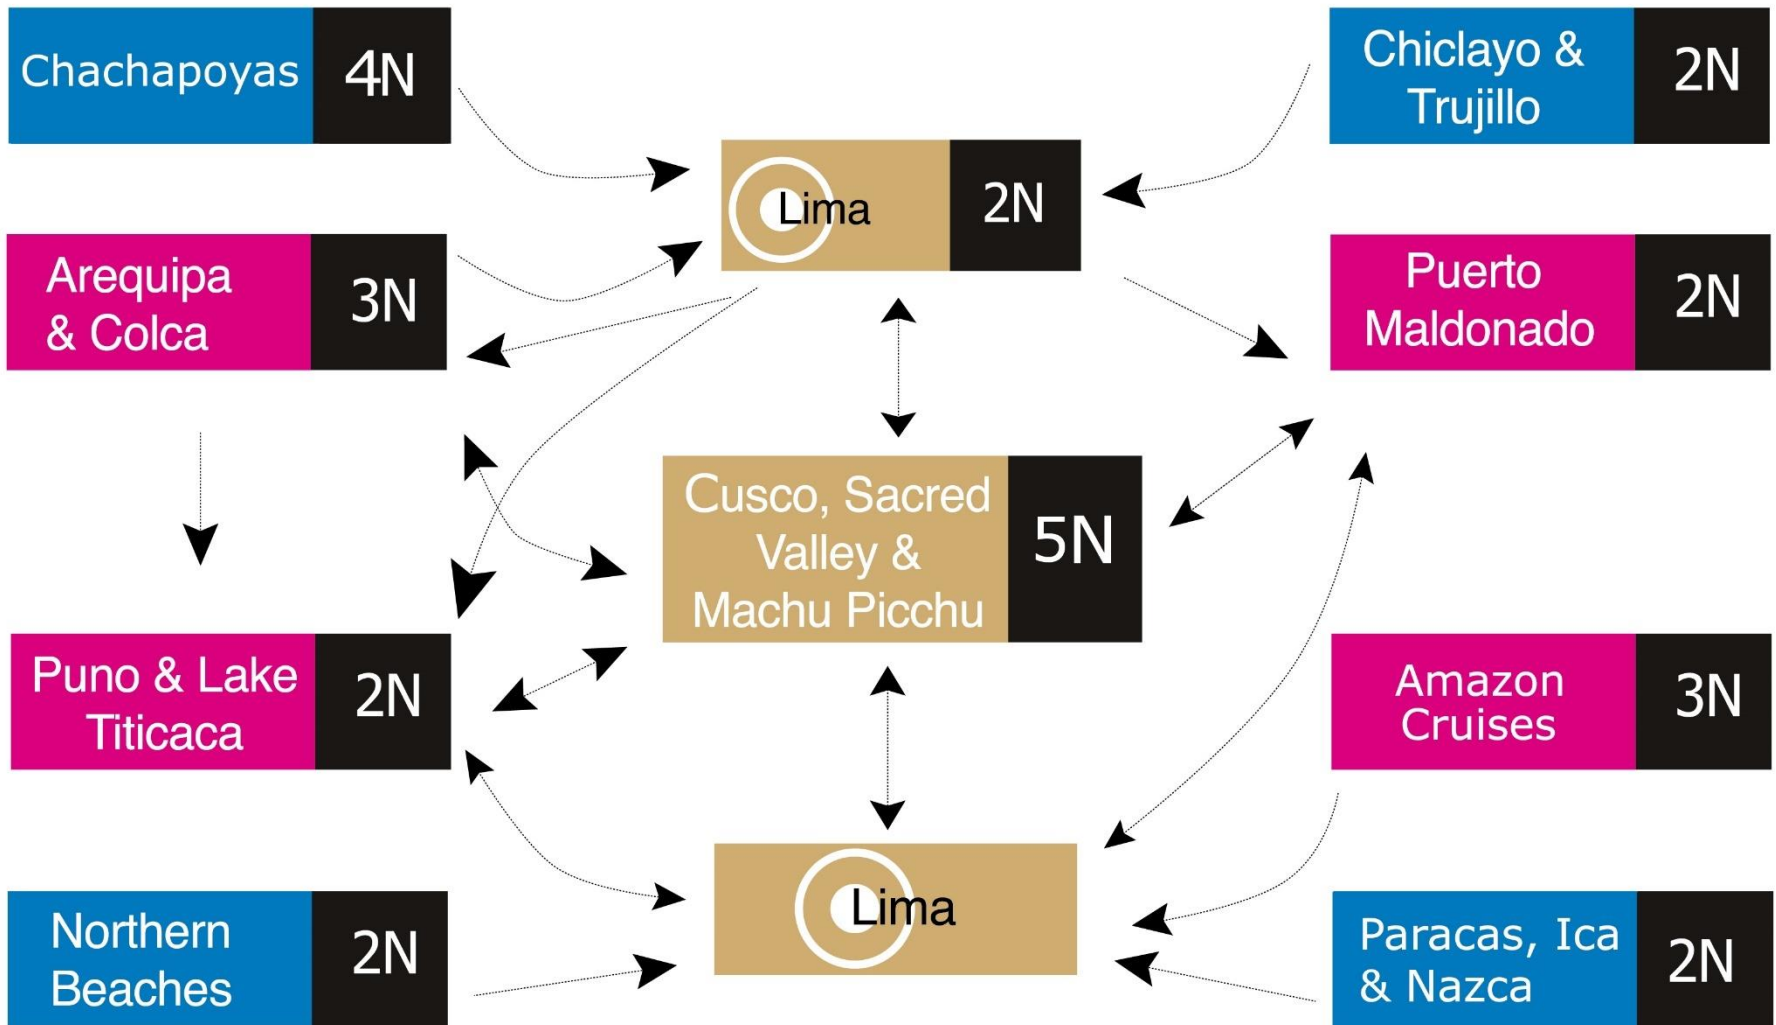 Chachapoyas 4N
Chiclayo &
Trujillo
2N
Lima 2N
Arequipa
& Colca
3N
Puerto
Maldonado
2N
Cusco, Sacred
Valley &
Machu Picchu
5N
Puno & Lake
Titicaca
2N
Amazon
Cruises
3N
Lima
Northern
Beaches
2N
Paracas, Ica
& Nazca
2N